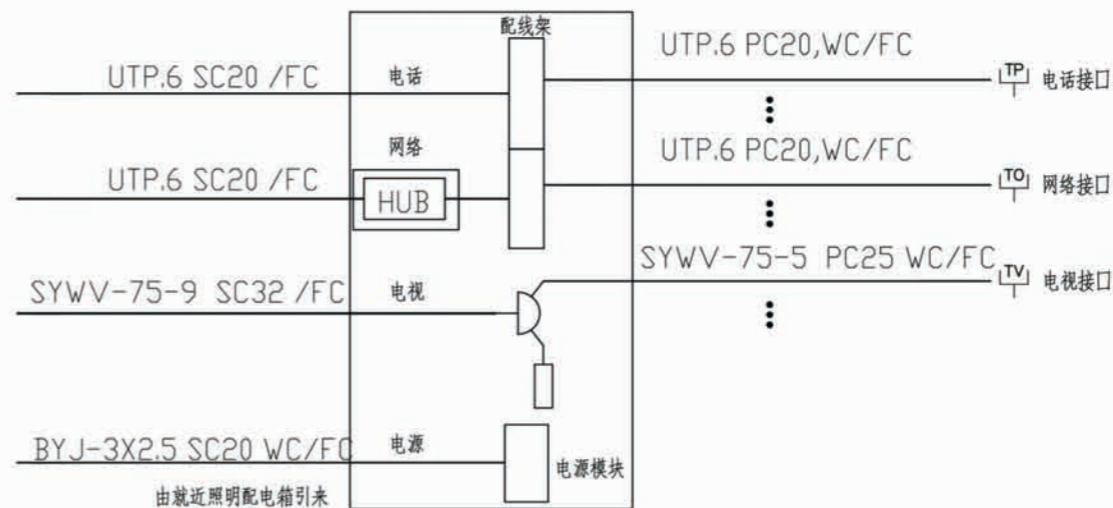 配线架
UTP.6 PC20,WC/FC
UTP.6 SC20 /FC
电话
TP
电话接口
网络
UTP.6 PC20,WC/FC
UTP.6 SC20 /FC
HUB
TO
网络接口
SYWV-75-5 PC25 WC/FC
SYWV-75-9 SC32 /FC
电视
TV
电视接口
BYJ-3X2.5 SC20 WC/FC
电源
电源模块
由就近照明配电箱引来